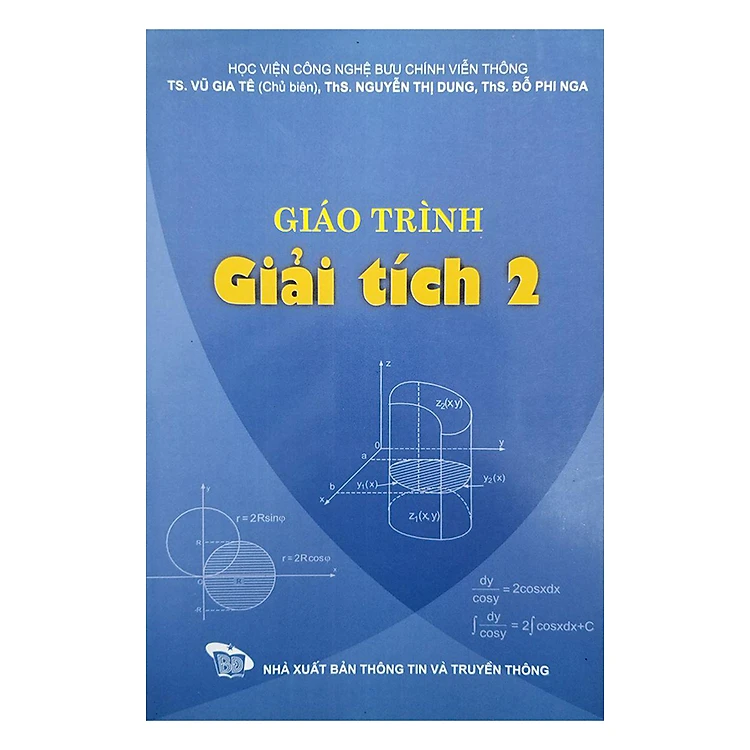 HỌC VIỆN CÔNG NGHỆ BƯU CHÍNH VIỄN THÔNG
TS. VŨ GIA TÊ (Chủ biên), ThS. NGUYỄN THỊ DUNG, ThS. ĐỖ PHI NGA
GIÁO TRÌNH
Giải tích 2
z
z₂(x,y)
0
y
a
b
x
y₁(x)
y₂(x)
z₁(x,y)
y
r=2Rsinφ
R
r=2Rcosφ
O
R
x
-R
dy/cosy = 2cosxdx
∫dy/cosy = 2∫cosxdx+C
BĐ
NHÀ XUẤT BẢN THÔNG TIN VÀ TRUYỀN THÔNG